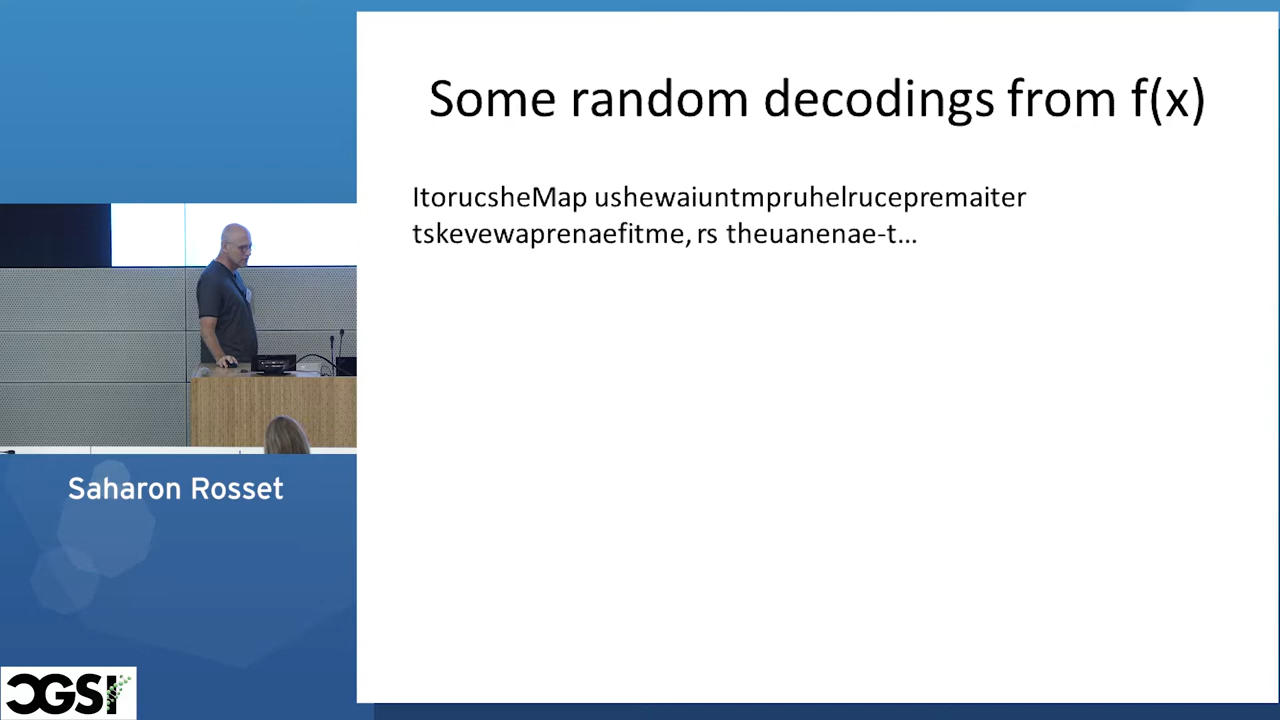 Some random decodings from f(x)
ItorucsheMap ushewaiuntmpruhelrucepremaiter
tskevewaprenaefitme, rs theuanenae-t…
Saharon Rosset
CGSI